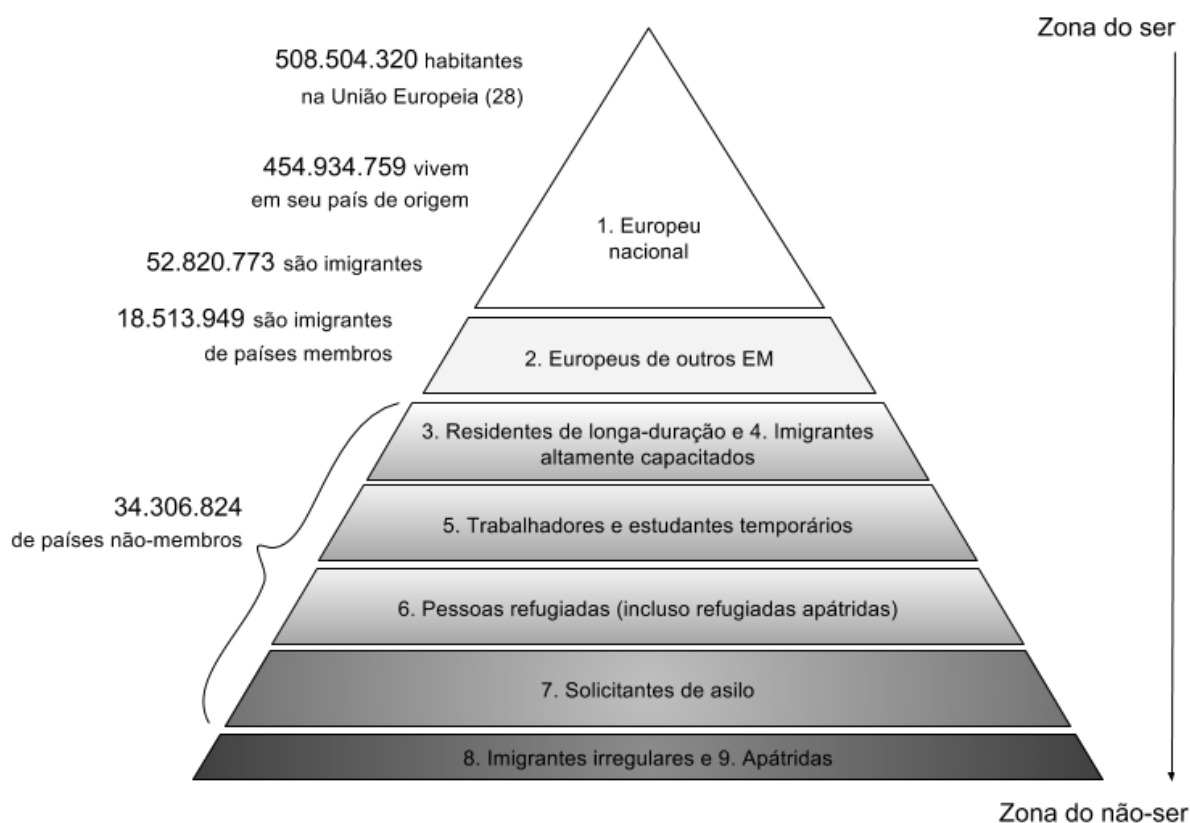 Zona do ser
508.504.320 habitantes
na União Europeia (28)
454.934.759 vivem
em seu país de origem
1. Europeu
nacional
52.820.773 são imigrantes
18.513.949 são imigrantes
de países membros
2. Europeus de outros EM
3. Residentes de longa-duração e 4. Imigrantes
altamente capacitados
34.306.824
de países não-membros
5. Trabalhadores e estudantes temporários
6. Pessoas refugiadas (incluso refugiadas apátridas)
7. Solicitantes de asilo
8. Imigrantes irregulares e 9. Apátridas
Zona do não-ser